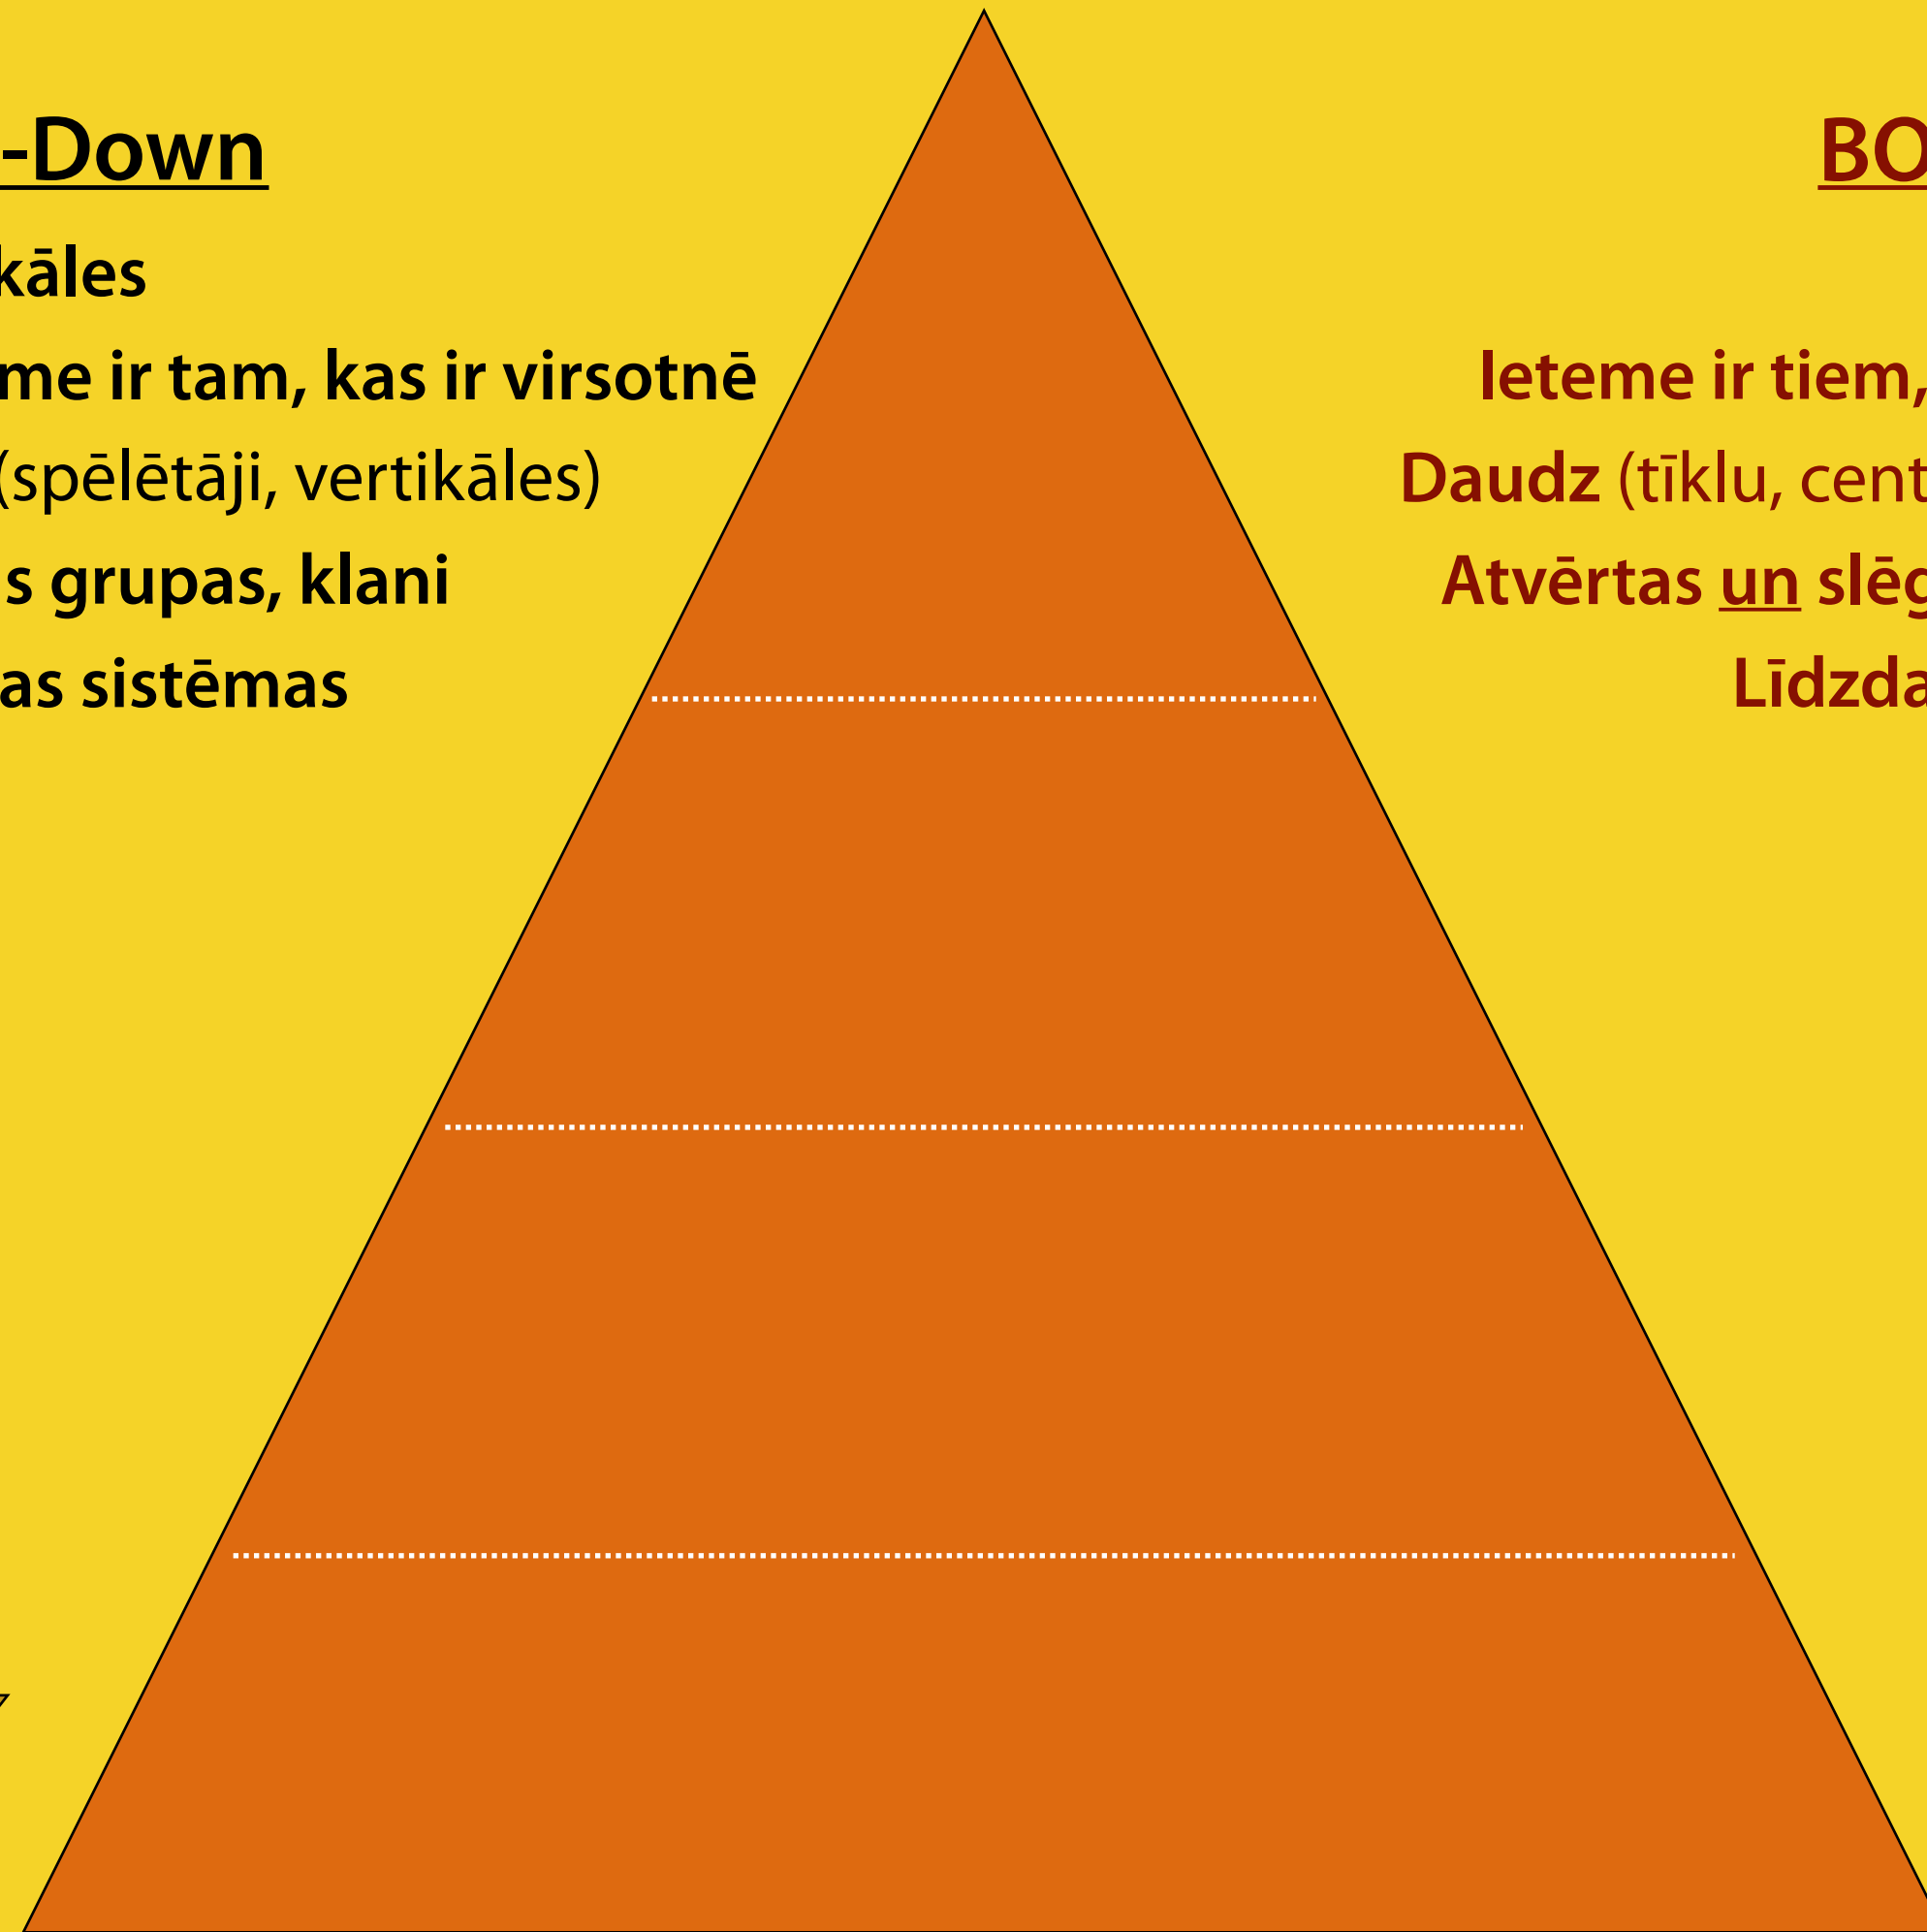 -Down
kāles
me ir tam, kas ir virsotnē
(spēlētāji, vertikāles)
s grupas, klani
as sistēmas
BO
Ieteme ir tiem,
Daudz (tīklu, cent
Atvērtas un slēg
Līdzda